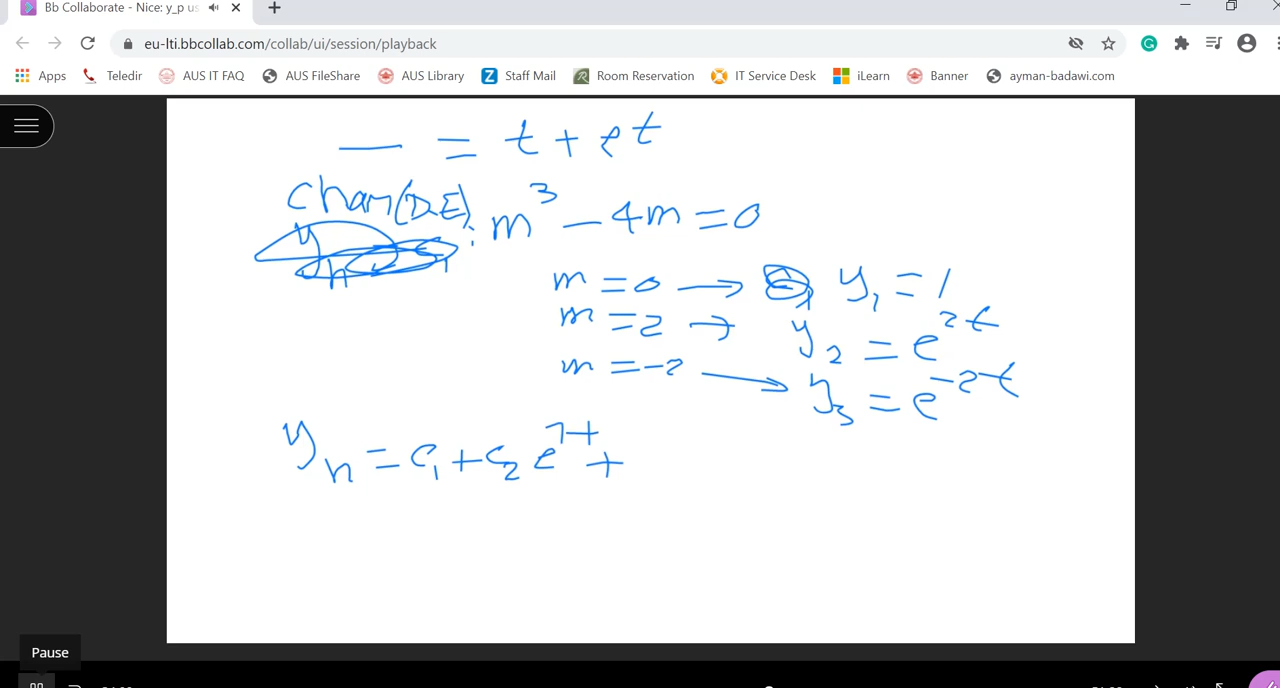 Bb Collaborate - Nice: y_p us
eu-lti.bbcollab.com/collab/ui/session/playback
Apps Teledir AUS IT FAQ AUS FileShare AUS Library Staff Mail Room Reservation IT Service Desk iLearn Banner ayman-badawi.com
— = t + e^t
Char(DE): m^3 - 4m = 0
y_h
m = 0 → y_1 = 1
m = 2 → y_2 = e^2t
m = -2 → y_3 = e^-2t
y_h = c_1 + c_2 e^2t +
Pause